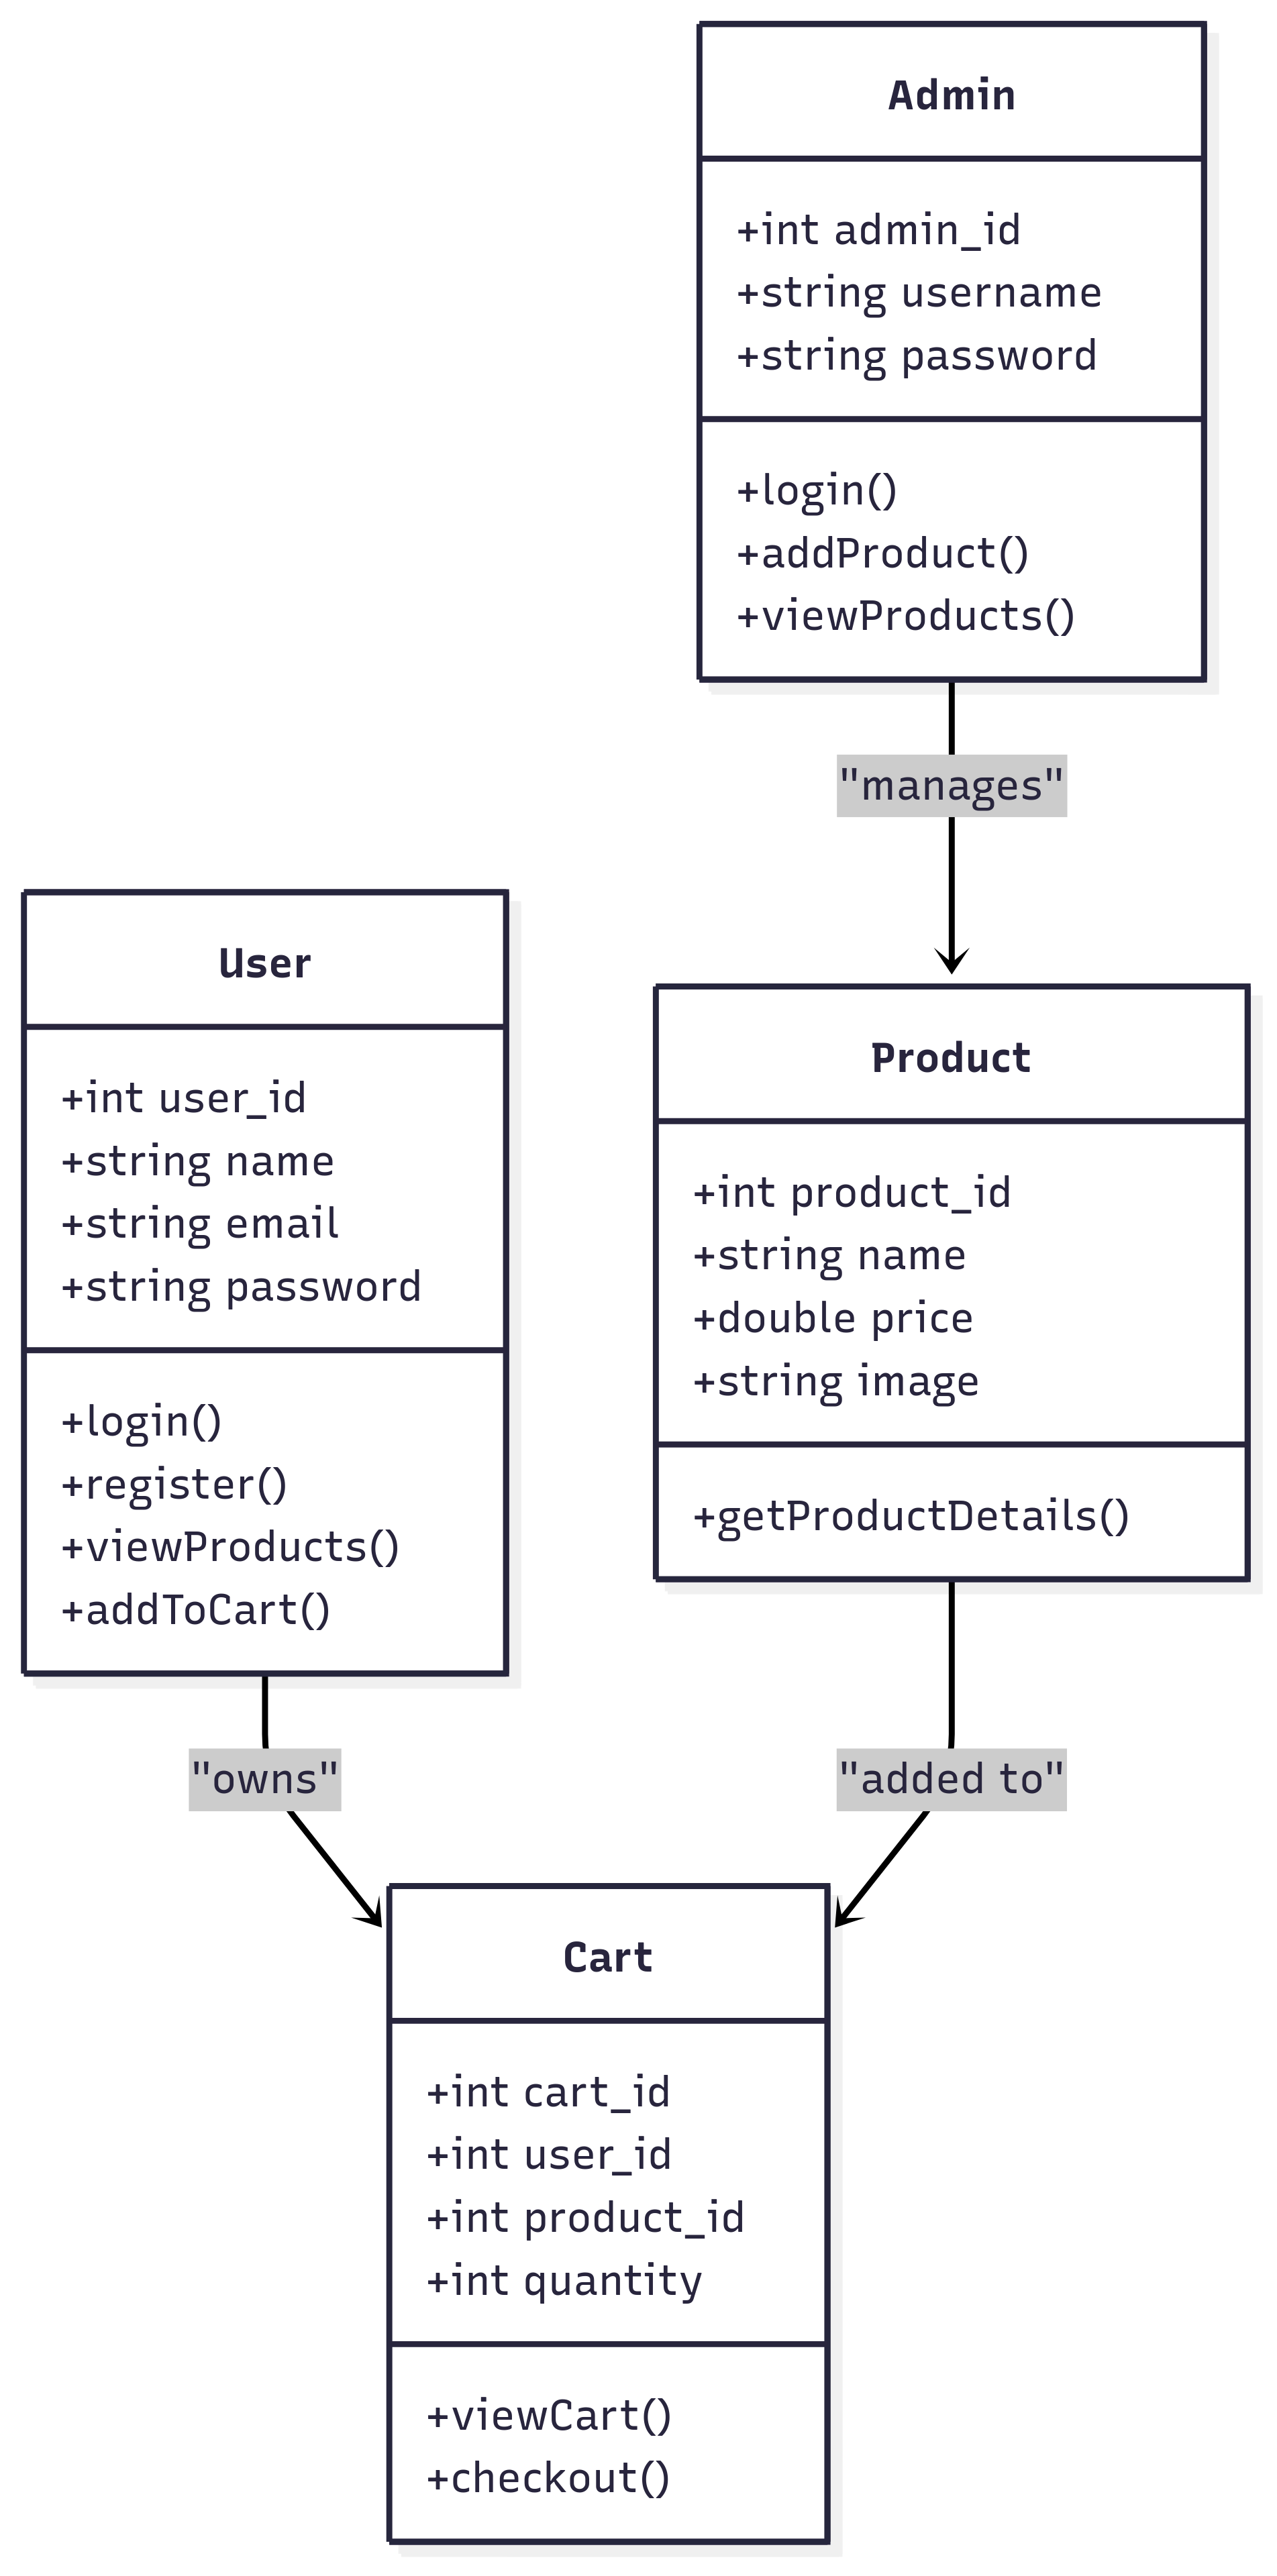 Admin
+int admin_id
+string username
+string password
+login()
+addProduct()
+viewProducts()
"manages"
User
+int user_id
+string name
+string email
+string password
+login()
+register()
+viewProducts()
+addToCart()
Product
+int product_id
+string name
+double price
+string image
+getProductDetails()
"owns"
"added to"
Cart
+int cart_id
+int user_id
+int product_id
+int quantity
+viewCart()
+checkout()